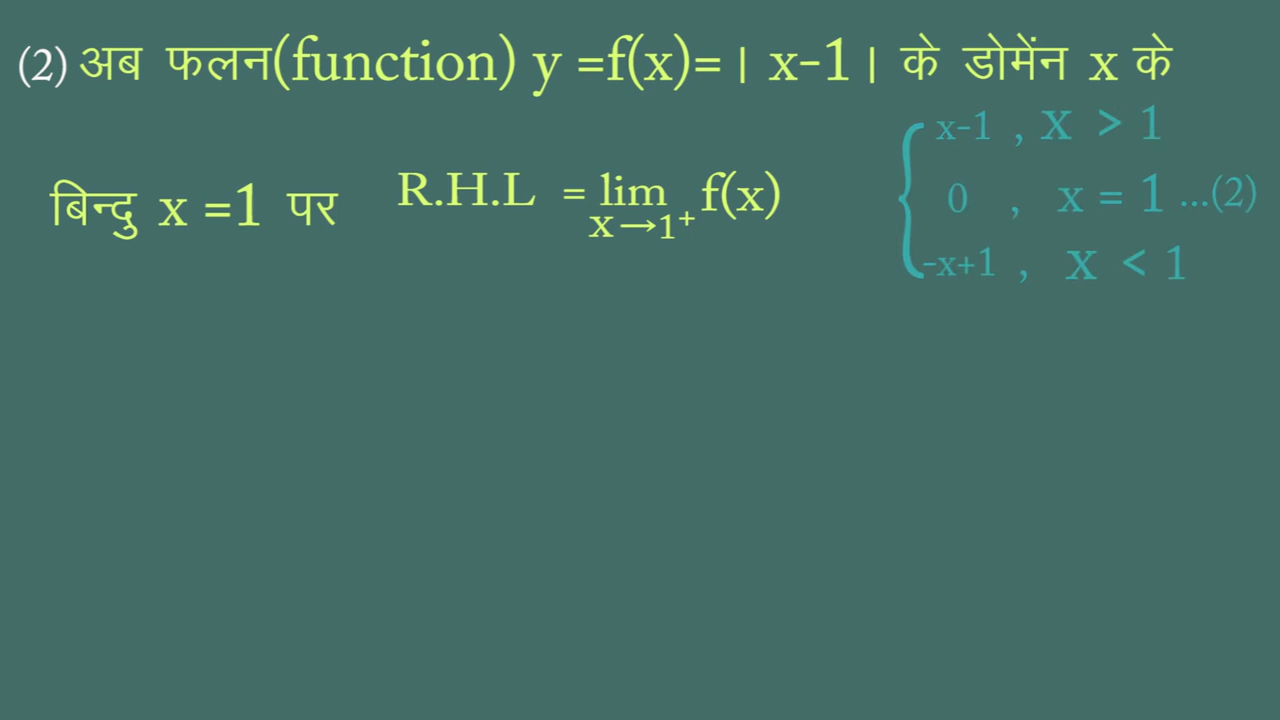 (2) अब फलन(function) y =f(x)= | x-1 | के डोमेंन x के
x-1 , x > 1
बिन्दु x =1 पर R.H.L = lim f(x) 0 , x = 1 ...(2)
x→1⁺
-x+1 , x < 1